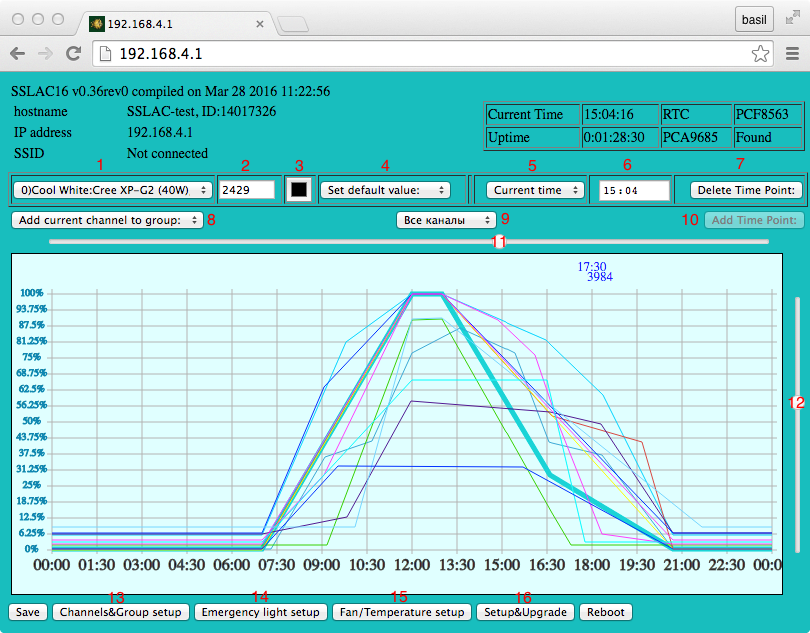 192.168.4.1
basil
192.168.4.1
SSLAC16 v0.36rev0 compiled on Mar 28 2016 11:22:56
hostname SSLAC-test, ID:14017326
IP address 192.168.4.1
SSID Not connected
Current Time 15:04:16 RTC PCF8563
Uptime 0:01:28:30 PCA9685 Found
1 2 3 4 5 6 7
0)Cool White:Cree XP-G2 (40W) 2429 Set default value: Current time 15:04 Delete Time Point:
Add current channel to group: 8 Все каналы 9 10 Add Time Point:
11
17:30
3984
100%
93.75%
87.5%
81.25%
75%
68.75%
62.5%
56.25%
12
50%
43.75%
37.5%
31.25%
25%
18.75%
12.5%
6.25%
0%
00:00 01:30 03:00 04:30 06:00 07:30 09:00 10:30 12:00 13:30 15:00 16:30 18:00 19:30 21:00 22:30 00:0
13 14 15 16
Save Channels&Group setup Emergency light setup Fan/Temperature setup Setup&Upgrade Reboot